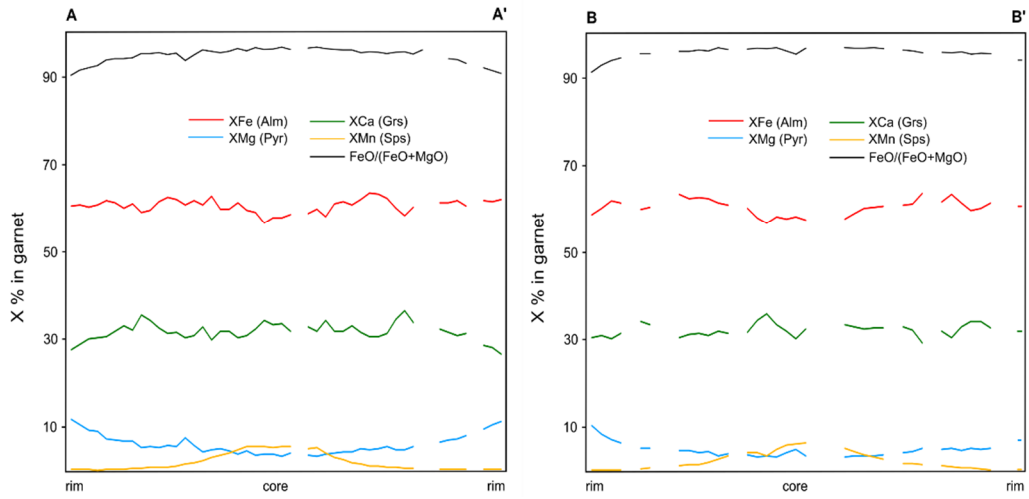 A A'
90
70
50
30
10
X % in garnet
XFe (Alm) XCa (Grs)
XMg (Pyr) XMn (Sps)
FeO/(FeO+MgO)
rim core rim
B B'
90
70
50
30
10
X % in garnet
XFe (Alm) XCa (Grs)
XMg (Pyr) XMn (Sps)
FeO/(FeO+MgO)
rim core rim